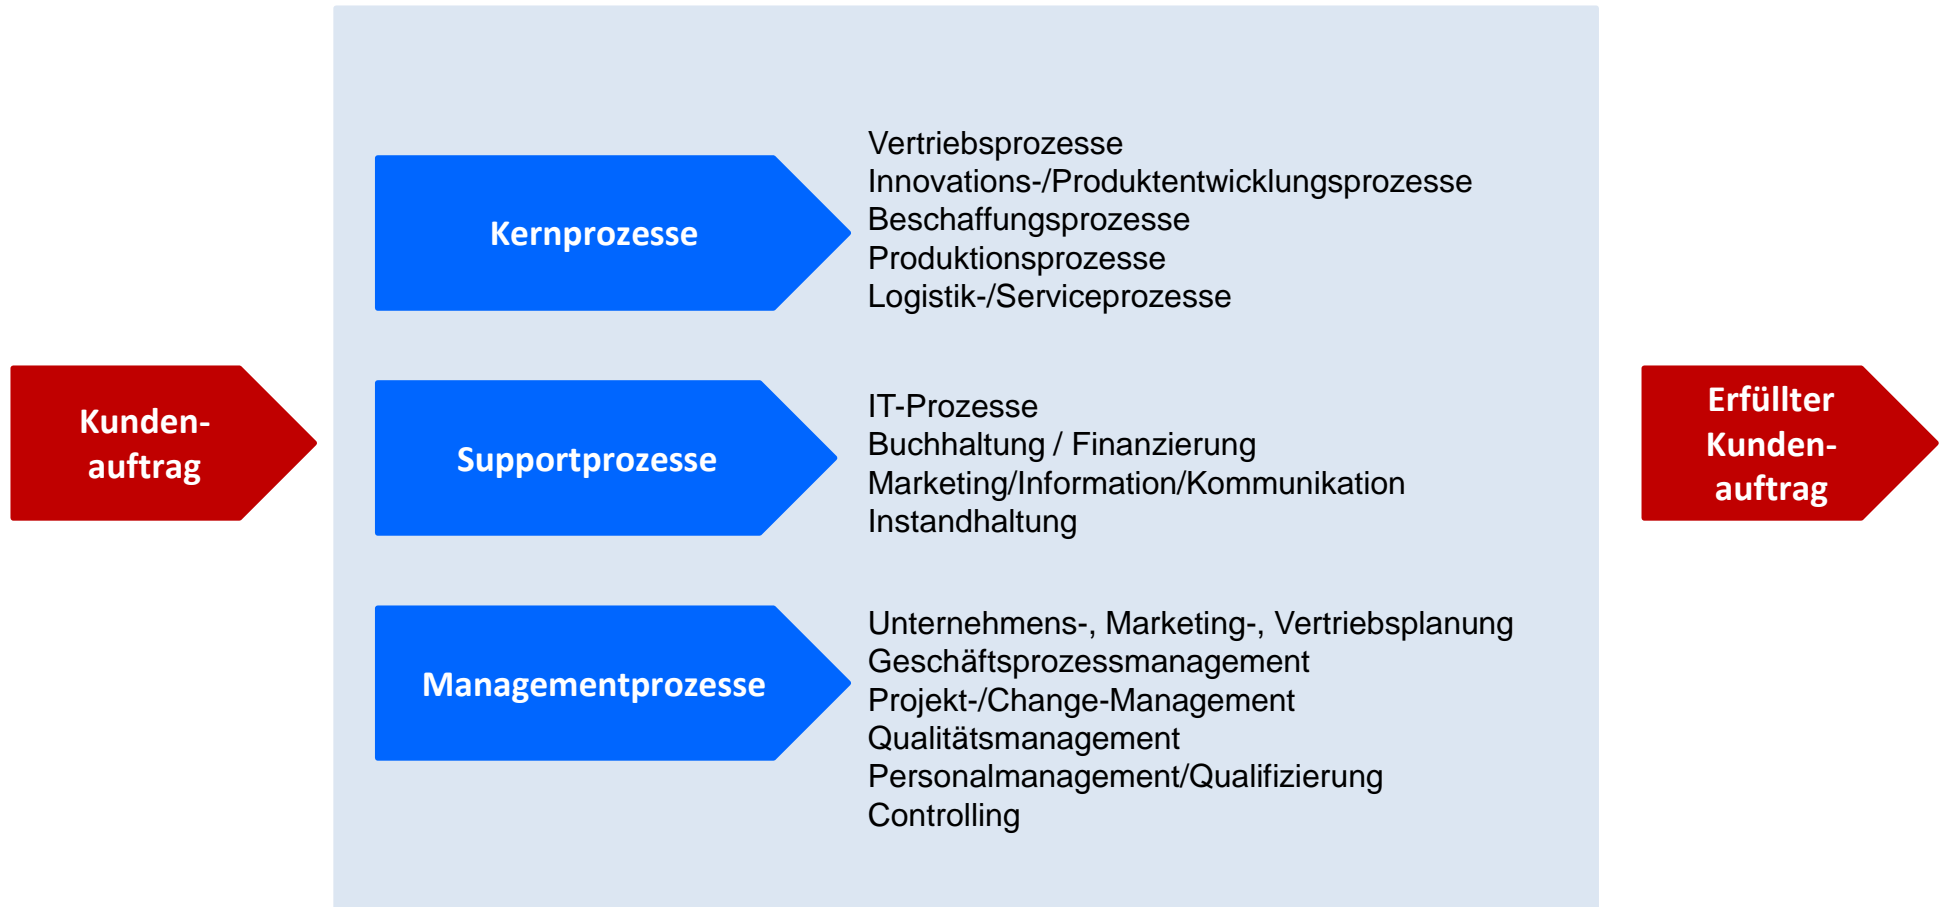 Kunden-
auftrag
Kernprozesse
Vertriebsprozesse
Innovations-/Produktentwicklungsprozesse
Beschaffungsprozesse
Produktionsprozesse
Logistik-/Serviceprozesse
Supportprozesse
IT-Prozesse
Buchhaltung / Finanzierung
Marketing/Information/Kommunikation
Instandhaltung
Managementprozesse
Unternehmens-, Marketing-, Vertriebsplanung
Geschäftsprozessmanagement
Projekt-/Change-Management
Qualitätsmanagement
Personalmanagement/Qualifizierung
Controlling
Erfüllter
Kunden-
auftrag